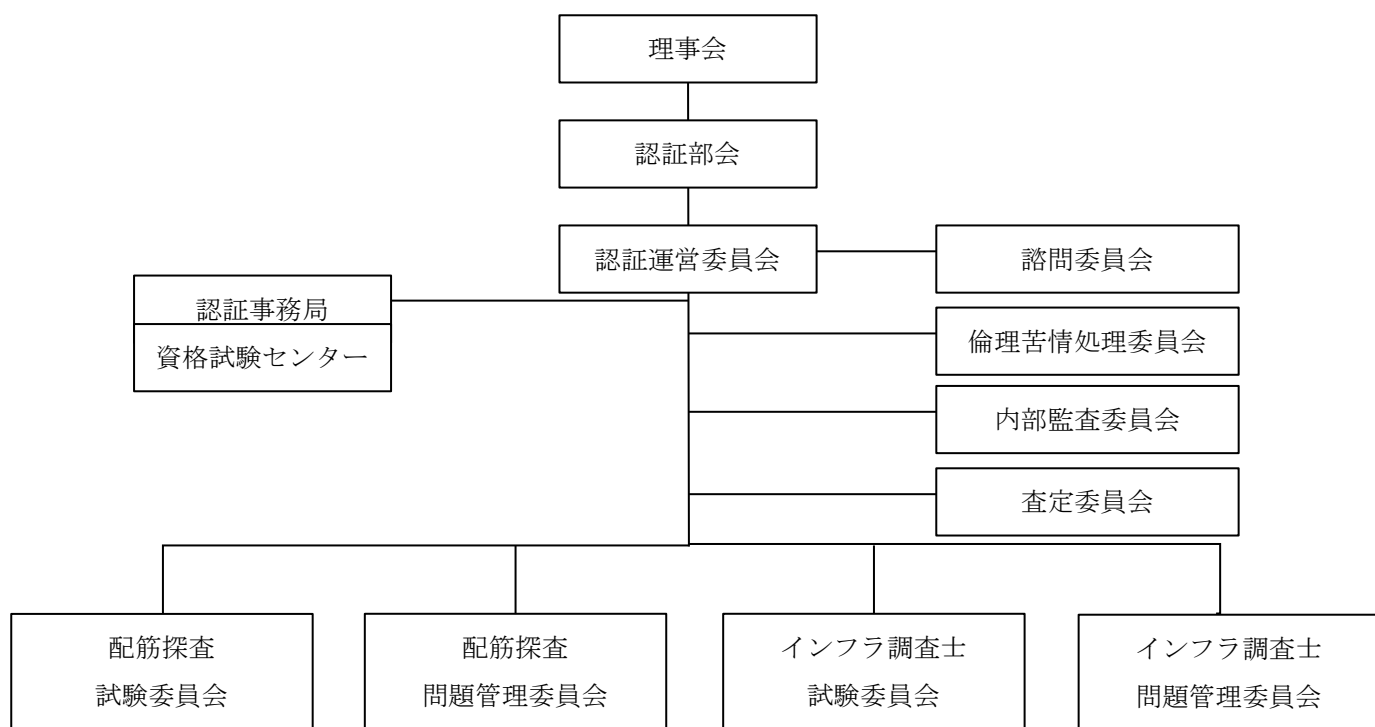 理事会
認証部会
認証運営委員会
諮問委員会
認証事務局
資格試験センター
倫理苦情処理委員会
内部監査委員会
査定委員会
配筋探査
試験委員会
配筋探査
問題管理委員会
インフラ調査士
試験委員会
インフラ調査士
問題管理委員会